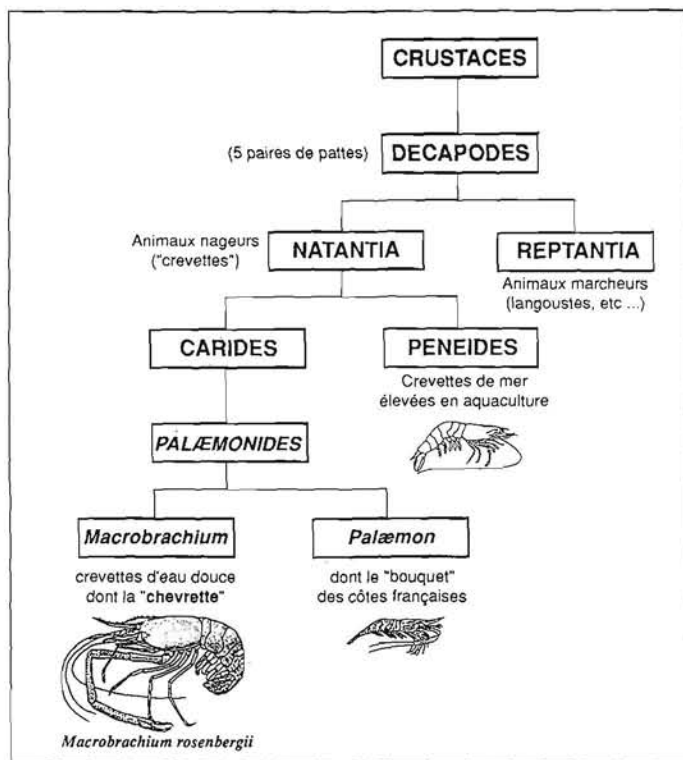 CRUSTACES
(5 paires de pattes) DECAPODES
Animaux nageurs
("crevettes")
NATANTIA
REPTANTIA
Animaux marcheurs
(langoustes, etc ...)
CARIDES
PENEIDES
Crevettes de mer
élevées en aquaculture
PALÆMONIDES
Macrobrachium
crevettes d'eau douce
dont la "chevrette"
Macrobrachium rosenbergii
Palæmon
dont le "bouquet"
des côtes françaises